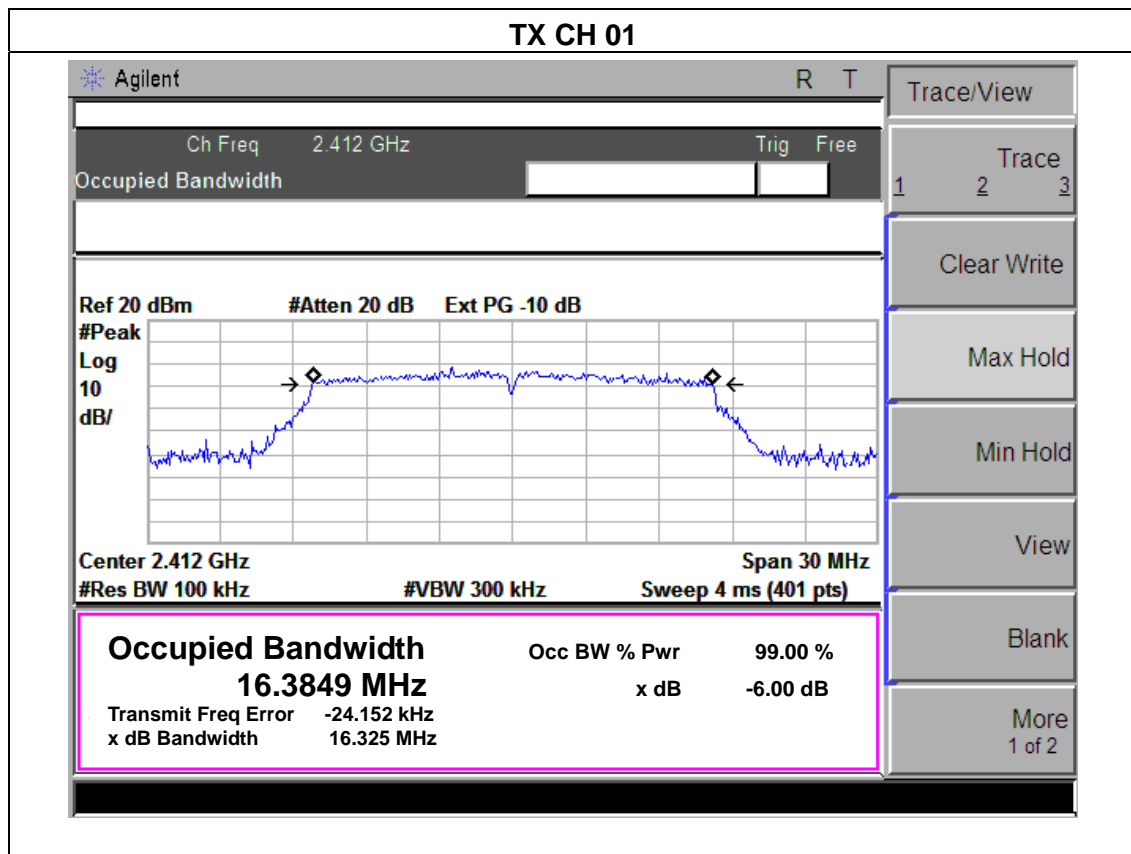 TX CH 01
Agilent R T
Trace/View
Ch Freq 2.412 GHz Trig Free
Occupied Bandwidth
Trace
1 2 3
Clear Write
Ref 20 dBm #Atten 20 dB Ext PG -10 dB
#Peak
Log
10
dB/
Max Hold
Min Hold
View
Center 2.412 GHz Span 30 MHz
#Res BW 100 kHz #VBW 300 kHz Sweep 4 ms (401 pts)
Occupied Bandwidth Occ BW % Pwr 99.00 %
16.3849 MHz x dB -6.00 dB
Transmit Freq Error -24.152 kHz
x dB Bandwidth 16.325 MHz
Blank
More
1 of 2